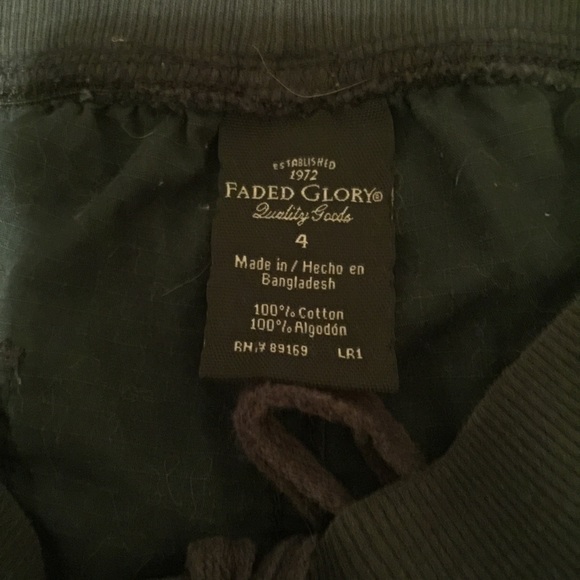 ESTABLISHED
1972
FADED GLORY®
Quality Goods
4
Made in / Hecho en
Bangladesh
100% Cotton
100% Algodón
RN# 89169 LR1